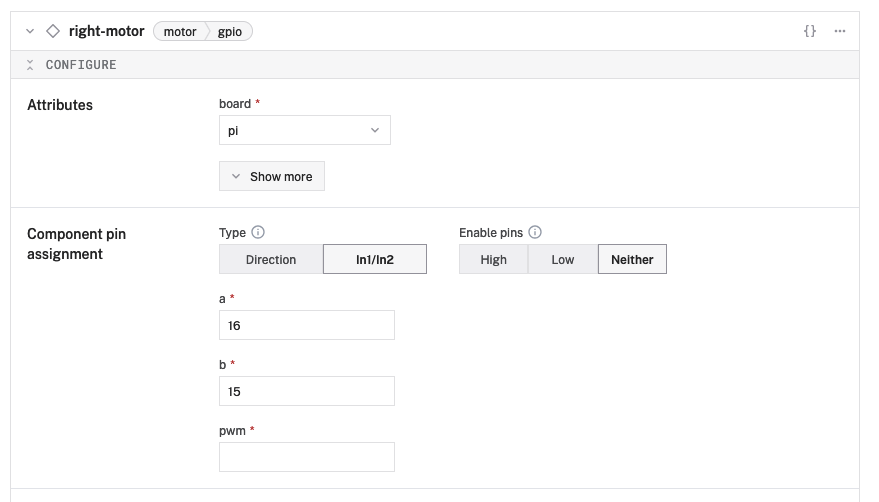 right-motor motor gpio {} ...
CONFIGURE
Attributes
board *
pi
Show more
Component pin
assignment
Type
Direction In1/In2
Enable pins
High Low Neither
a *
16
b *
15
pwm *